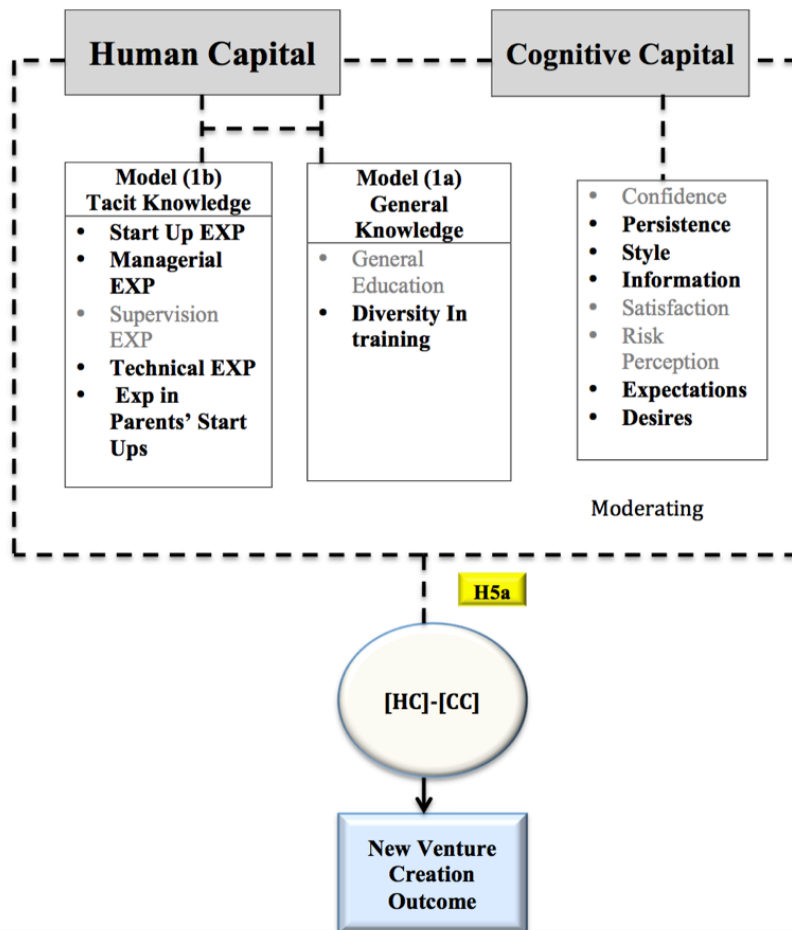 Human Capital
Cognitive Capital
Model (1b)
Tacit Knowledge
• Start Up EXP
• Managerial
EXP
• Supervision
EXP
• Technical EXP
• Exp in
Parents’ Start
Ups
Model (1a)
General
Knowledge
• General
Education
• Diversity In
training
• Confidence
• Persistence
• Style
• Information
• Satisfaction
• Risk
Perception
• Expectations
• Desires
Moderating
H5a
[HC]-[CC]
New Venture
Creation
Outcome